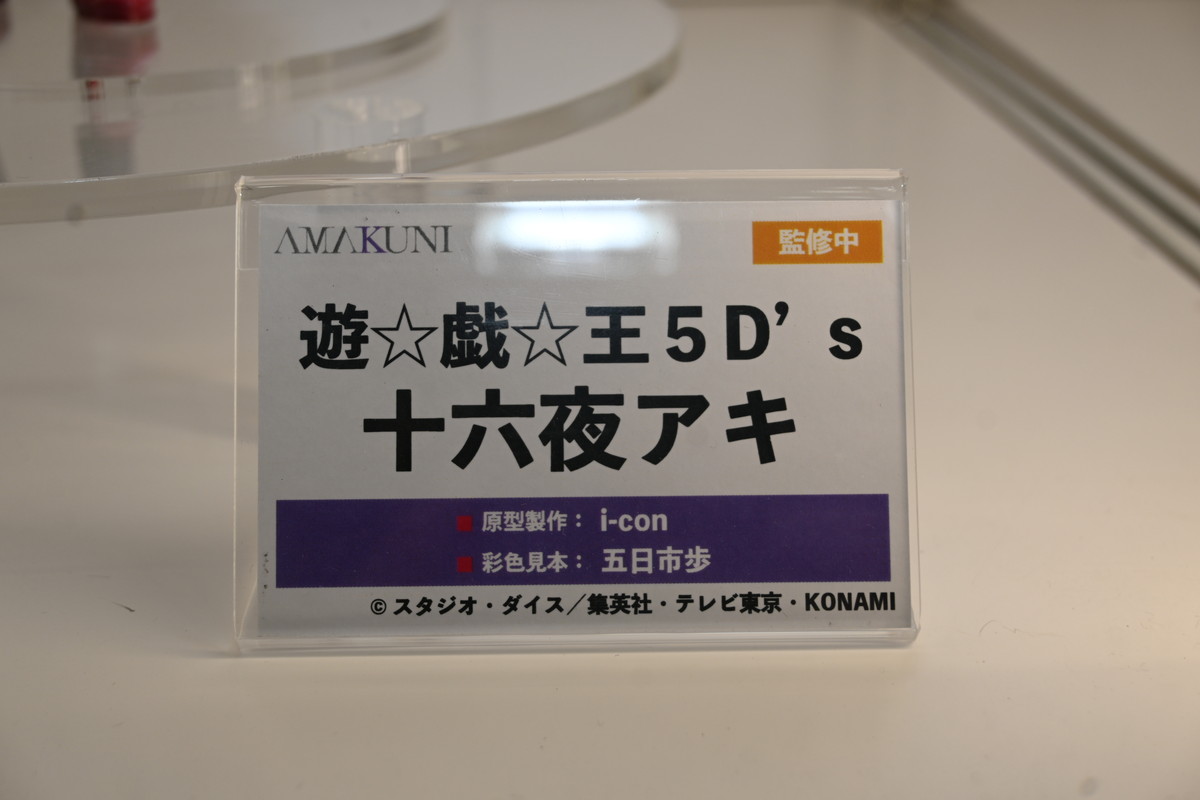 AMAKUNI
監修中
遊☆戯☆王5D's
十六夜アキ
■ 原型製作： i-con
■ 彩色見本： 五日市歩
© スタジオ・ダイス／集英社・テレビ東京・KONAMI